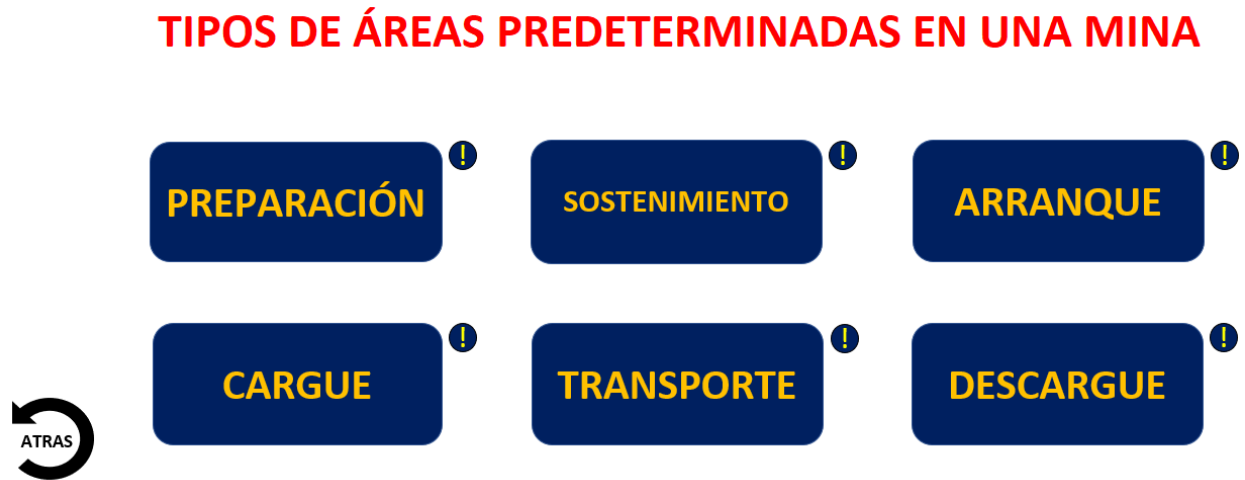 TIPOS DE ÁREAS PREDETERMINADAS EN UNA MINA
!
!
!
PREPARACIÓN
SOSTENIMIENTO
ARRANQUE
!
!
!
CARGUE
TRANSPORTE
DESCARGUE
ATRAS